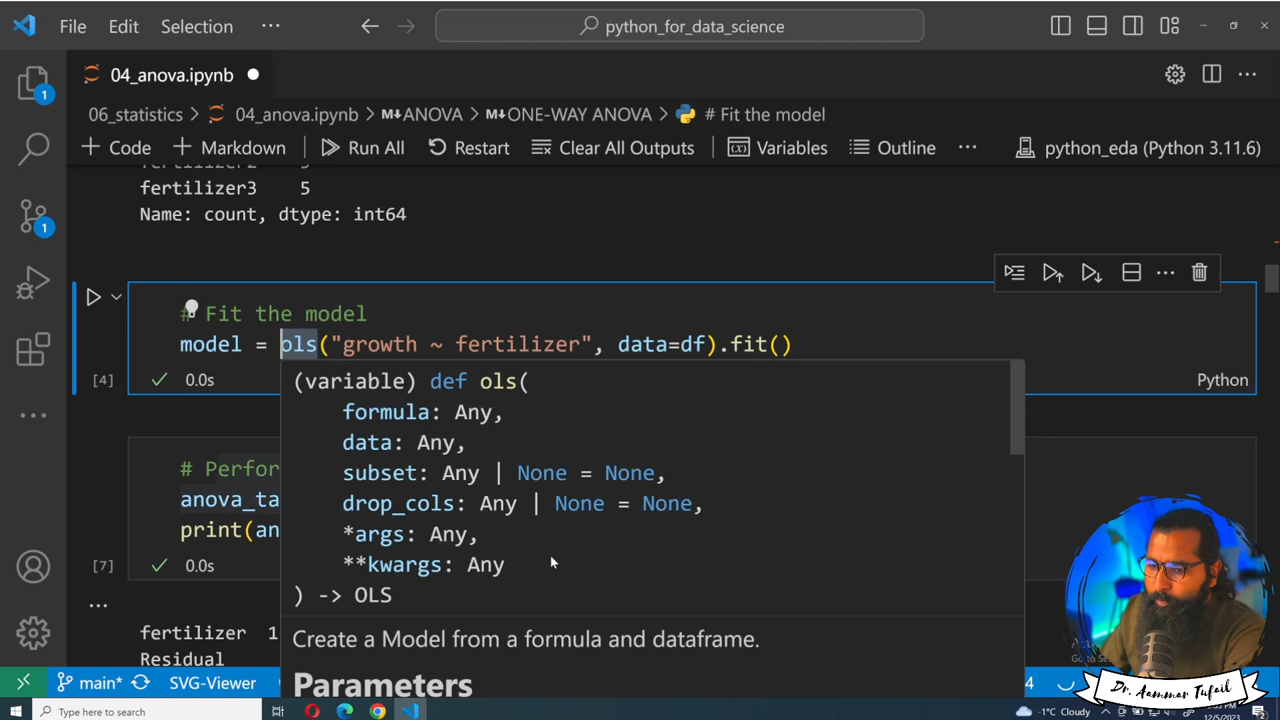 File Edit Selection ··· python_for_data_science
04_anova.ipynb
06_statistics > 04_anova.ipynb > M↓ANOVA > M↓ONE-WAY ANOVA > # Fit the model
+ Code + Markdown Run All Restart Clear All Outputs Variables Outline ··· python_eda (Python 3.11.6)
fertilizer3 5
Name: count, dtype: int64
# Fit the model
model = ols("growth ~ fertilizer", data=df).fit()
[4] 0.0s Python
(variable) def ols(
formula: Any,
data: Any,
subset: Any | None = None,
drop_cols: Any | None = None,
*args: Any,
**kwargs: Any
) -> OLS
Create a Model from a formula and dataframe.
Parameters
# Perfor
anova_ta
print(an
[7] 0.0s
fertilizer 1
Residual
main* SVG-Viewer
Dr. Aammar Tufail
Type here to search
-1°C Cloudy
12/5/2023